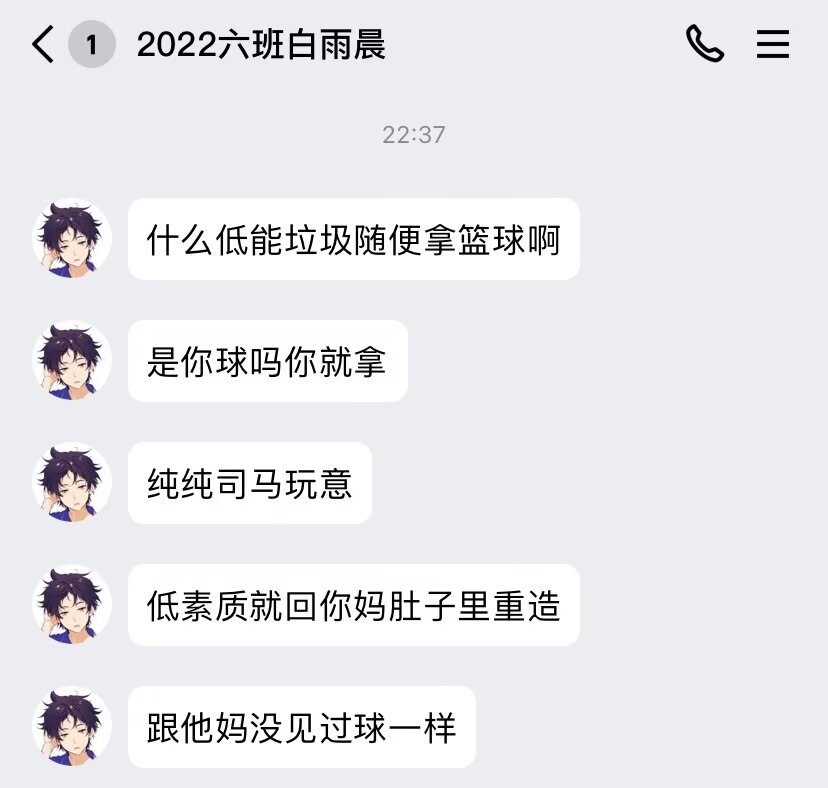 1
2022六班白雨晨
22:37
什么低能垃圾随便拿篮球啊
是你球吗你就拿
纯纯司马玩意
低素质就回你妈肚子里重造
跟他妈没见过球一样